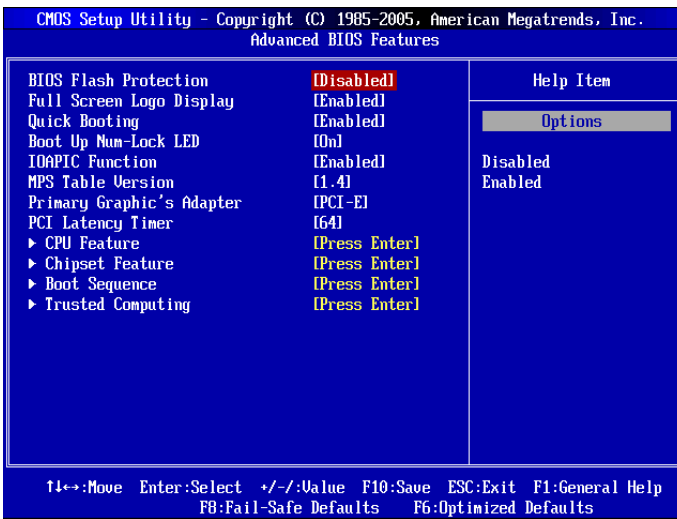 CMOS Setup Utility - Copyright (C) 1985-2005, American Megatrends, Inc.
Advanced BIOS Features
BIOS Flash Protection [Disabled]
Full Screen Logo Display [Enabled]
Quick Booting [Enabled]
Boot Up Num-Lock LED [On]
IOAPIC Function [Enabled]
MPS Table Version [1.4]
Primary Graphic's Adapter [PCI-E]
PCI Latency Timer [64]
▶ CPU Feature [Press Enter]
▶ Chipset Feature [Press Enter]
▶ Boot Sequence [Press Enter]
▶ Trusted Computing [Press Enter]
Help Item
Options
Disabled
Enabled
↑↓↔:Move Enter:Select +/-/:Value F10:Save ESC:Exit F1:General Help
F8:Fail-Safe Defaults F6:Optimized Defaults